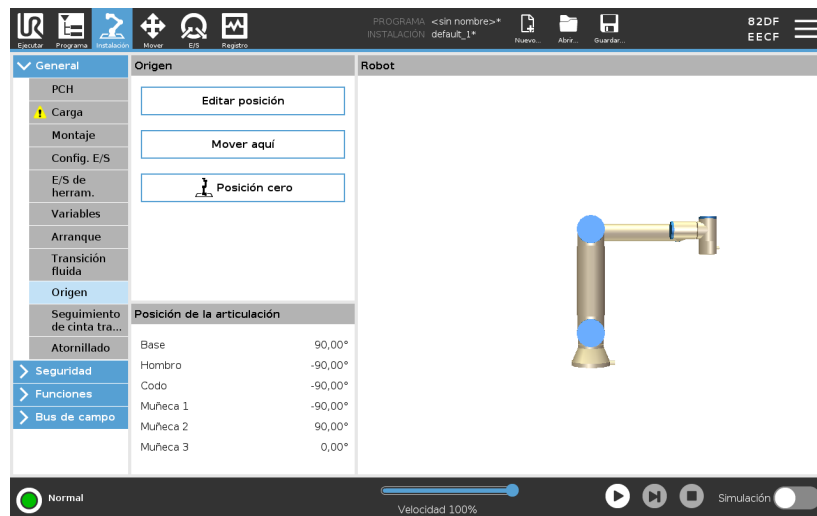 PROGRAMA <sin nombre>*
INSTALACIÓN default_1*
82DF
EECF
UR
Ejecutar
Programa
Instalación
Mover
E/S
Registro
Nuevo...
Abrir...
Guardar...
General
PCH
Carga
Montaje
Config. E/S
E/S de
herram.
Variables
Arranque
Transición
fluida
Origen
Seguimiento
de cinta tra...
Atornillado
Seguridad
Funciones
Bus de campo
Origen
Editar posición
Mover aquí
Posición cero
Posición de la articulación
Base 90,00°
Hombro -90,00°
Codo -90,00°
Muñeca 1 -90,00°
Muñeca 2 90,00°
Muñeca 3 0,00°
Robot
Normal
Velocidad 100%
Simulación